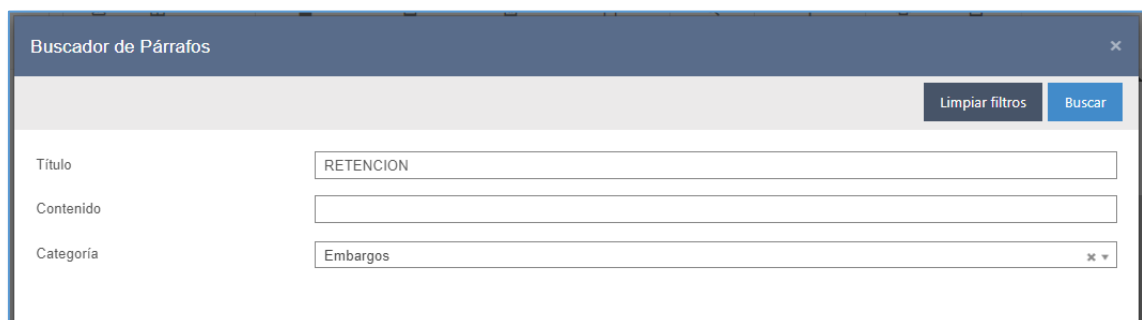 Buscador de Párrafos ×
Limpiar filtros Buscar
Título RETENCION
Contenido
Categoría Embargos